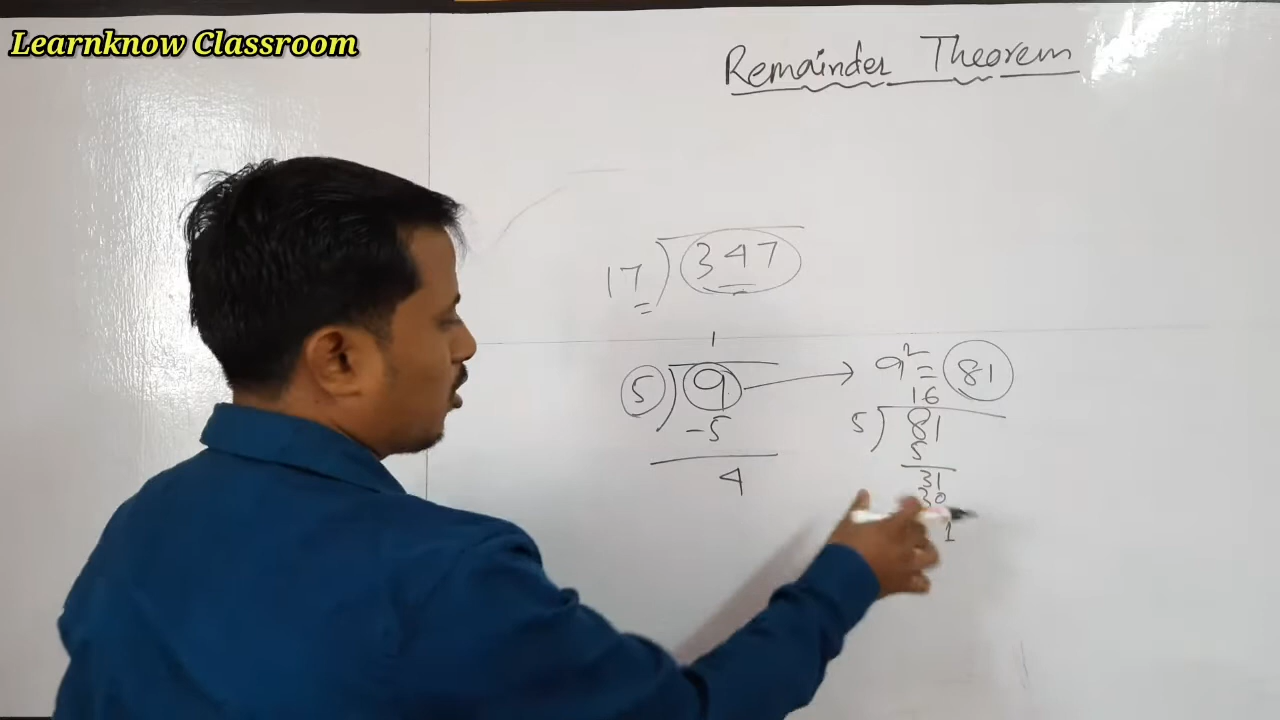 Learnknow Classroom
Remainder Theorem
17 ) 347
1
5 ) 9
-5
4
9² = 81
16
5 ) 81
5
31
30
1